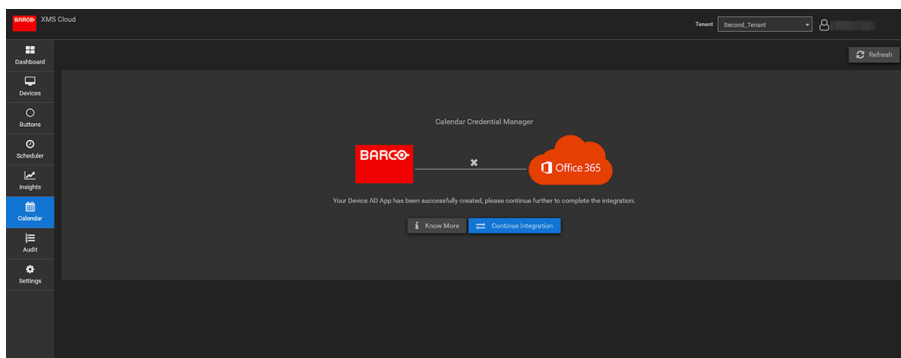 BARCO XMS Cloud
Tenant Second_Tenant
Refresh
Dashboard
Devices
Buttons
Scheduler
Insights
Calendar
Audit
Settings
Calendar Credential Manager
BARCO
Office 365
Your Device AD App has been successfully created, please continue further to complete the integration.
Know More
Continue Integration